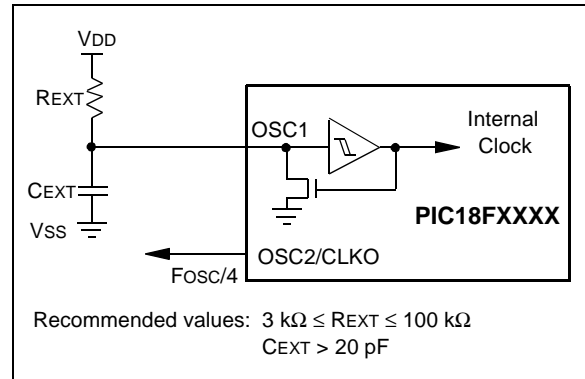 VDD
REXT
OSC1
Internal
Clock
CEXT
PIC18FXXXX
VSS
OSC2/CLKO
FOSC/4
Recommended values: 3 kΩ ≤ REXT ≤ 100 kΩ
CEXT > 20 pF